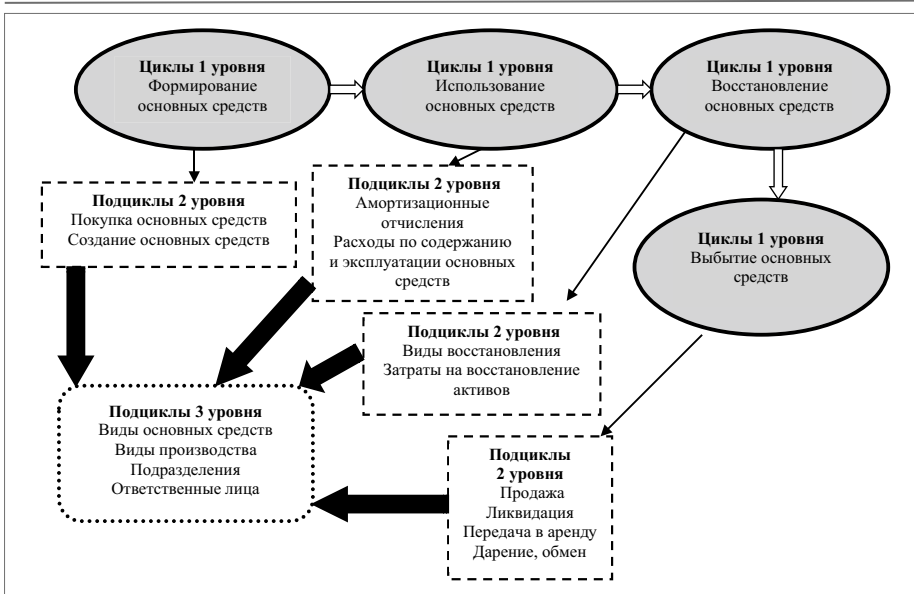 Циклы 1 уровня
Формирование
основных средств
Циклы 1 уровня
Использование
основных средств
Циклы 1 уровня
Восстановление
основных средств
Подциклы 2 уровня
Покупка основных средств
Создание основных средств
Подциклы 2 уровня
Амортизационные
отчисления
Расходы по содержанию
и эксплуатации основных
средств
Циклы 1 уровня
Выбытие основных
средств
Подциклы 2 уровня
Виды восстановления
Затраты на восстановление
активов
Подциклы 3 уровня
Виды основных средств
Виды производства
Подразделения
Ответственные лица
Подциклы
2 уровня
Продажа
Ликвидация
Передача в аренду
Дарение, обмен